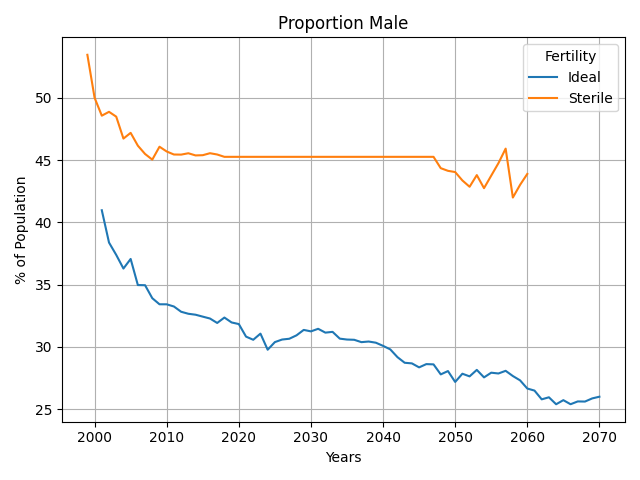 Proportion Male
Fertility
Ideal
Sterile
% of Population
50
45
40
35
30
25
2000 2010 2020 2030 2040 2050 2060 2070
Years